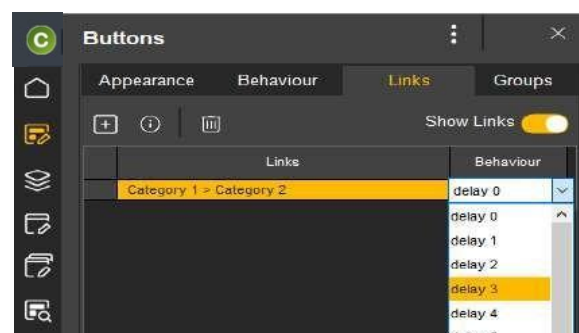 C
Buttons
Appearance Behaviour Links Groups
Show Links
Links Behaviour
Category 1 > Category 2 delay 0
delay 0
delay 1
delay 2
delay 3
delay 4